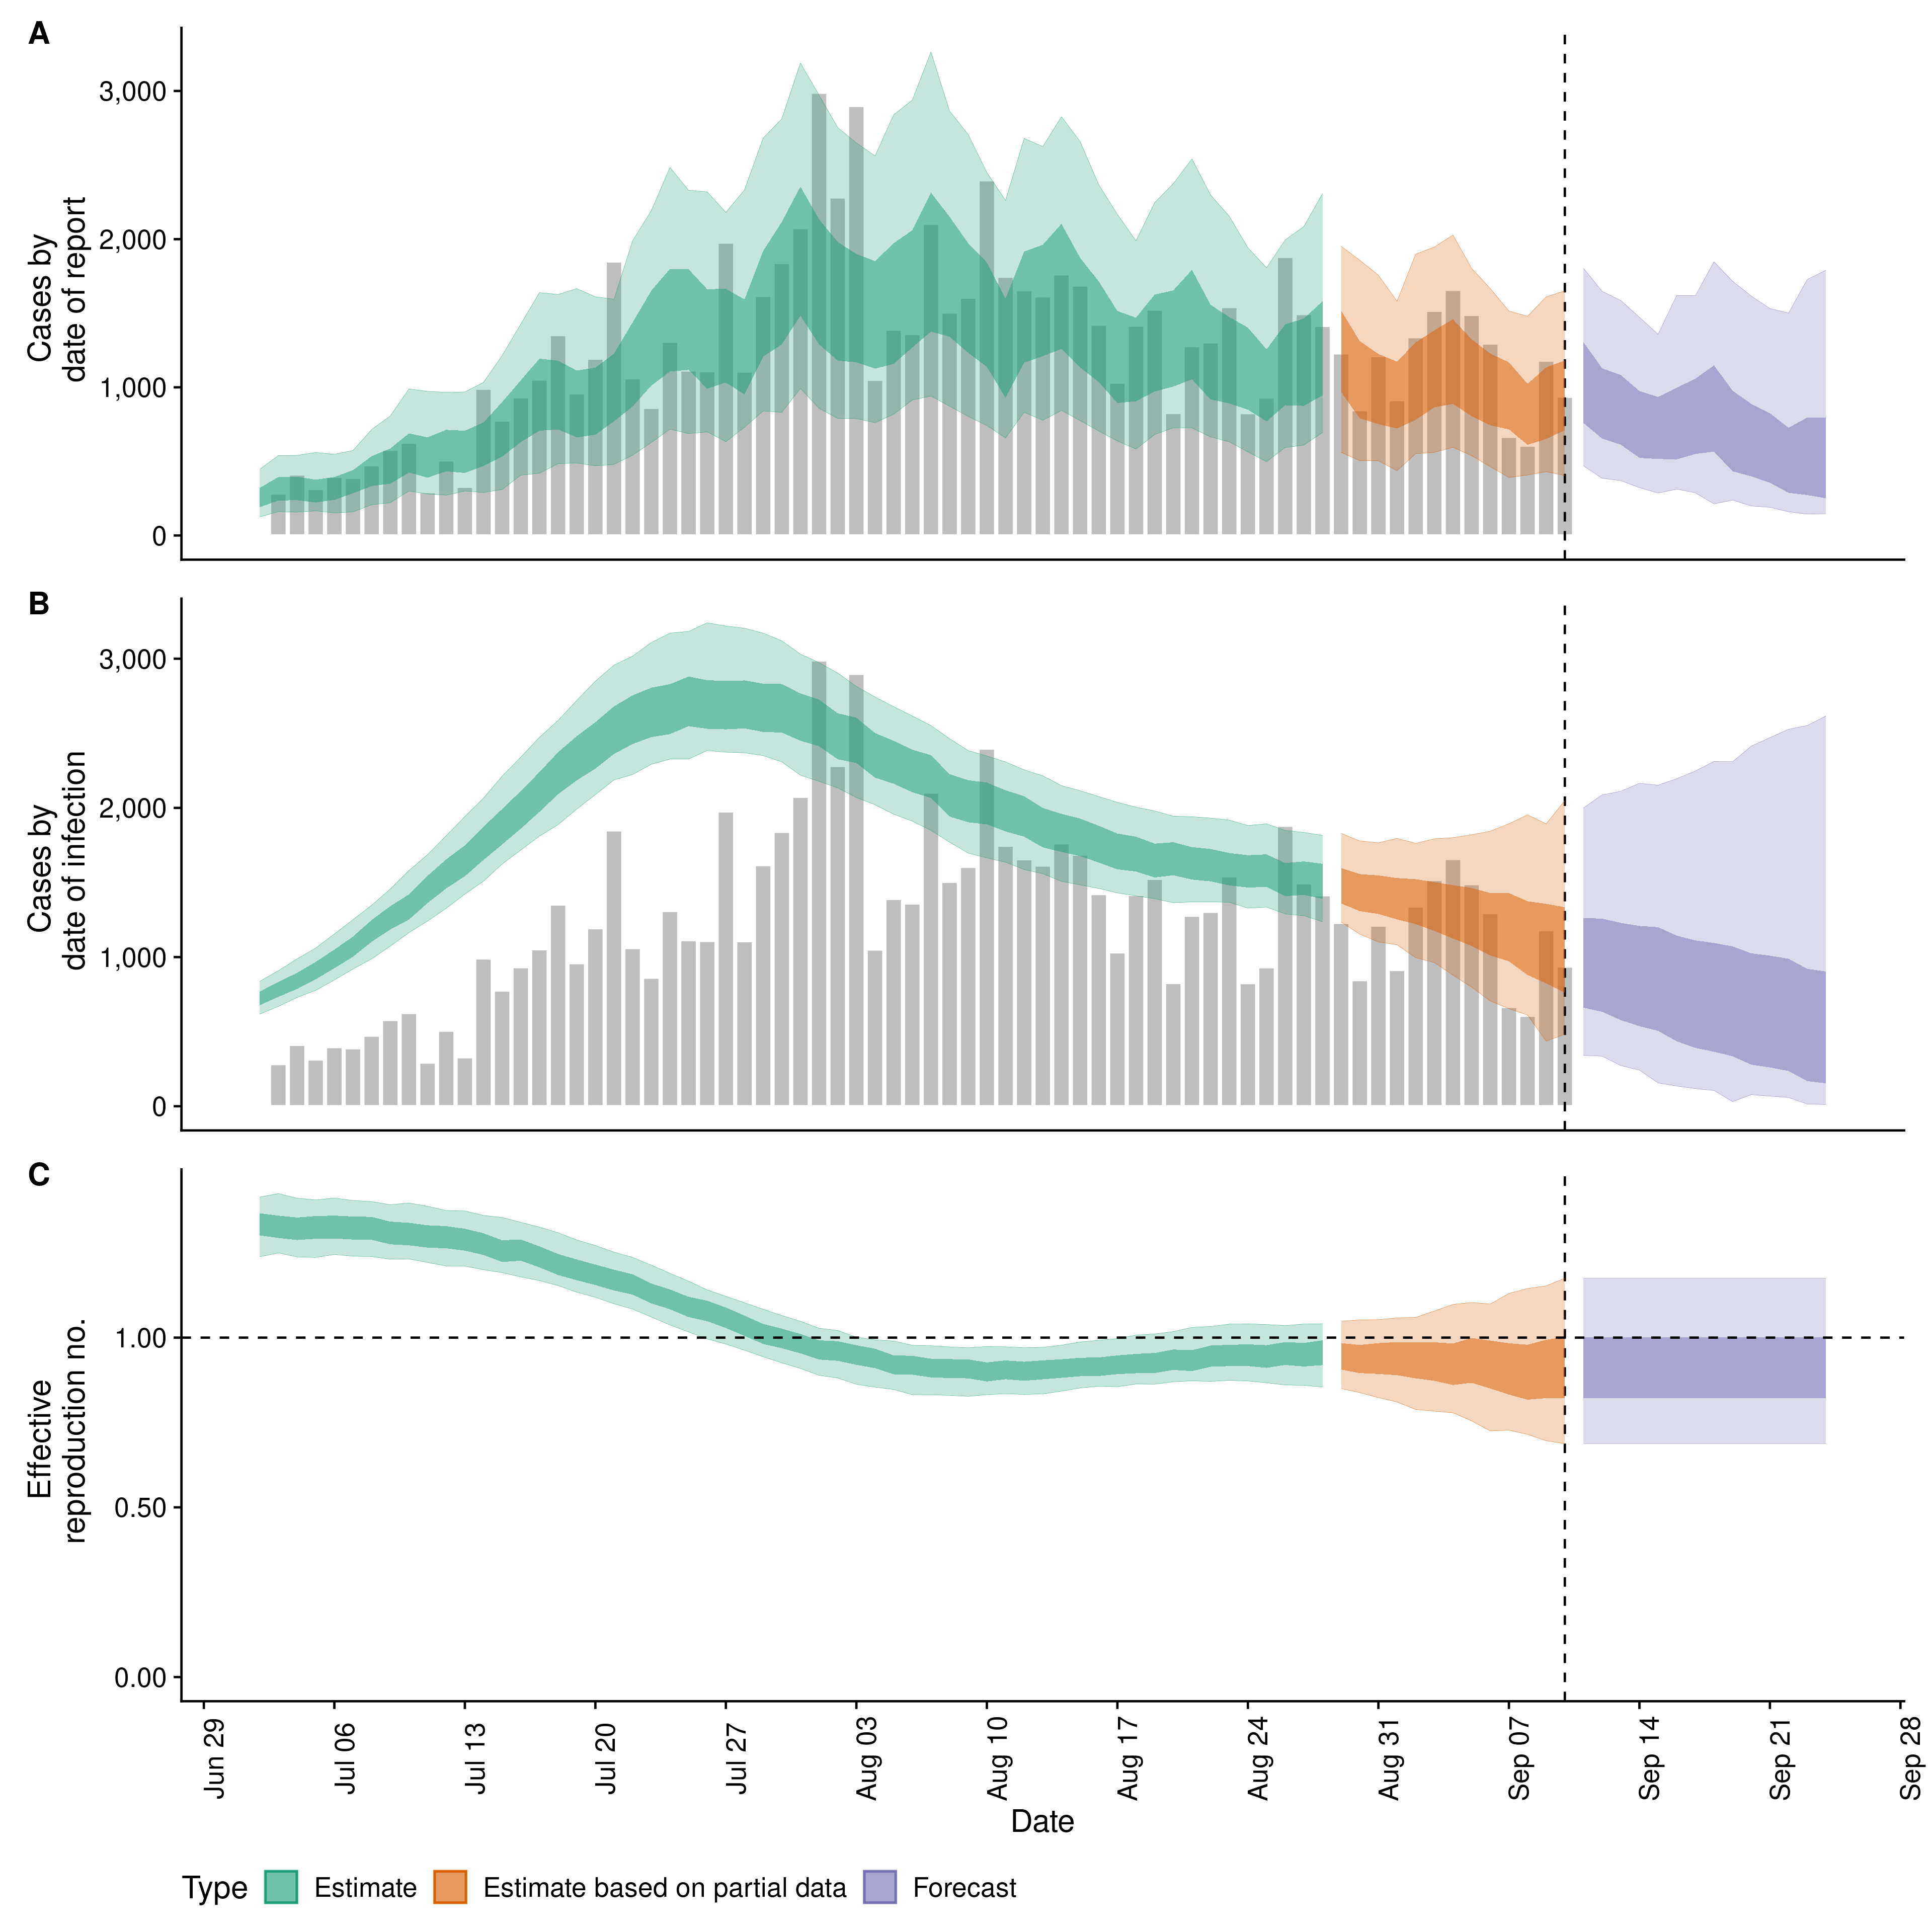 A
Cases by
date of report
3,000
2,000
1,000
0
B
Cases by
date of infection
3,000
2,000
1,000
0
C
Effective
reproduction no.
1.00
0.50
0.00
Jun 29
Jul 06
Jul 13
Jul 20
Jul 27
Aug 03
Aug 10
Aug 17
Aug 24
Aug 31
Sep 07
Sep 14
Sep 21
Sep 28
Date
Type Estimate Estimate based on partial data Forecast